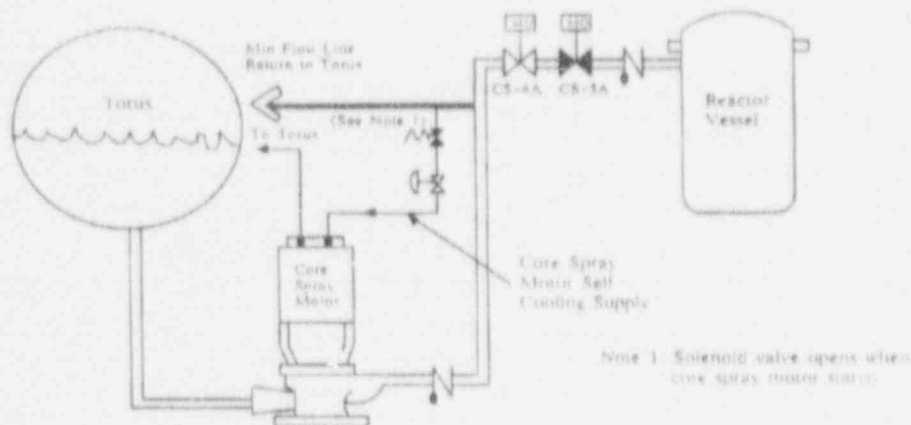 Min Flow Line
Return to Torus
Torus
(See Note 1)
To Torus
CS-4A
CS-5A
Reactor
Vessel
Core
Spray
Motor
Core Spray
Motor Self
Cooling Supply
Note 1 Solenoid valve opens when
core spray motor starts